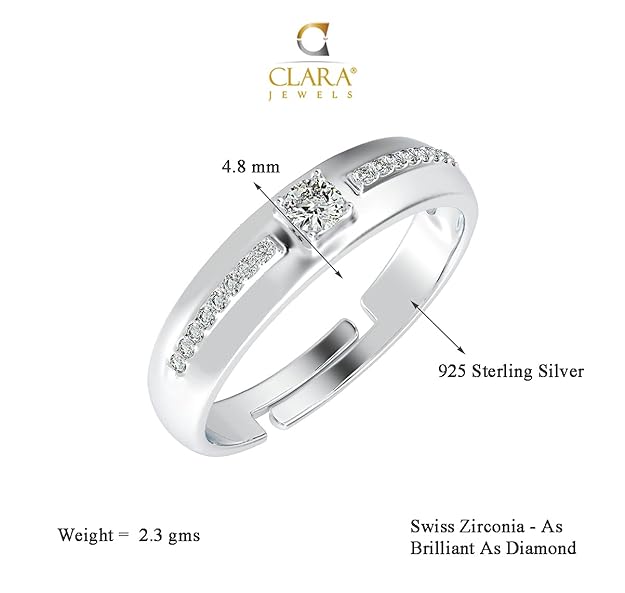 CLARA®
JEWELS
4.8 mm
925 Sterling Silver
Weight = 2.3 gms
Swiss Zirconia - As
Brilliant As Diamond